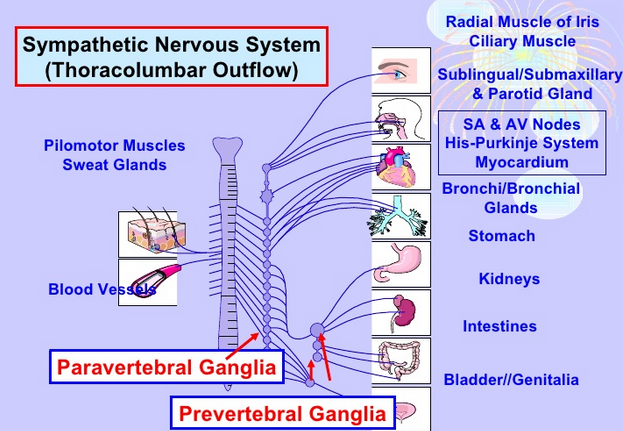 Sympathetic Nervous System
(Thoracolumbar Outflow)
Radial Muscle of Iris
Ciliary Muscle
Sublingual/Submaxillary
& Parotid Gland
SA & AV Nodes
His-Purkinje System
Myocardium
Pilomotor Muscles
Sweat Glands
Bronchi/Bronchial
Glands
Stomach
Kidneys
Blood Vessels
Intestines
Paravertebral Ganglia
Bladder//Genitalia
Prevertebral Ganglia